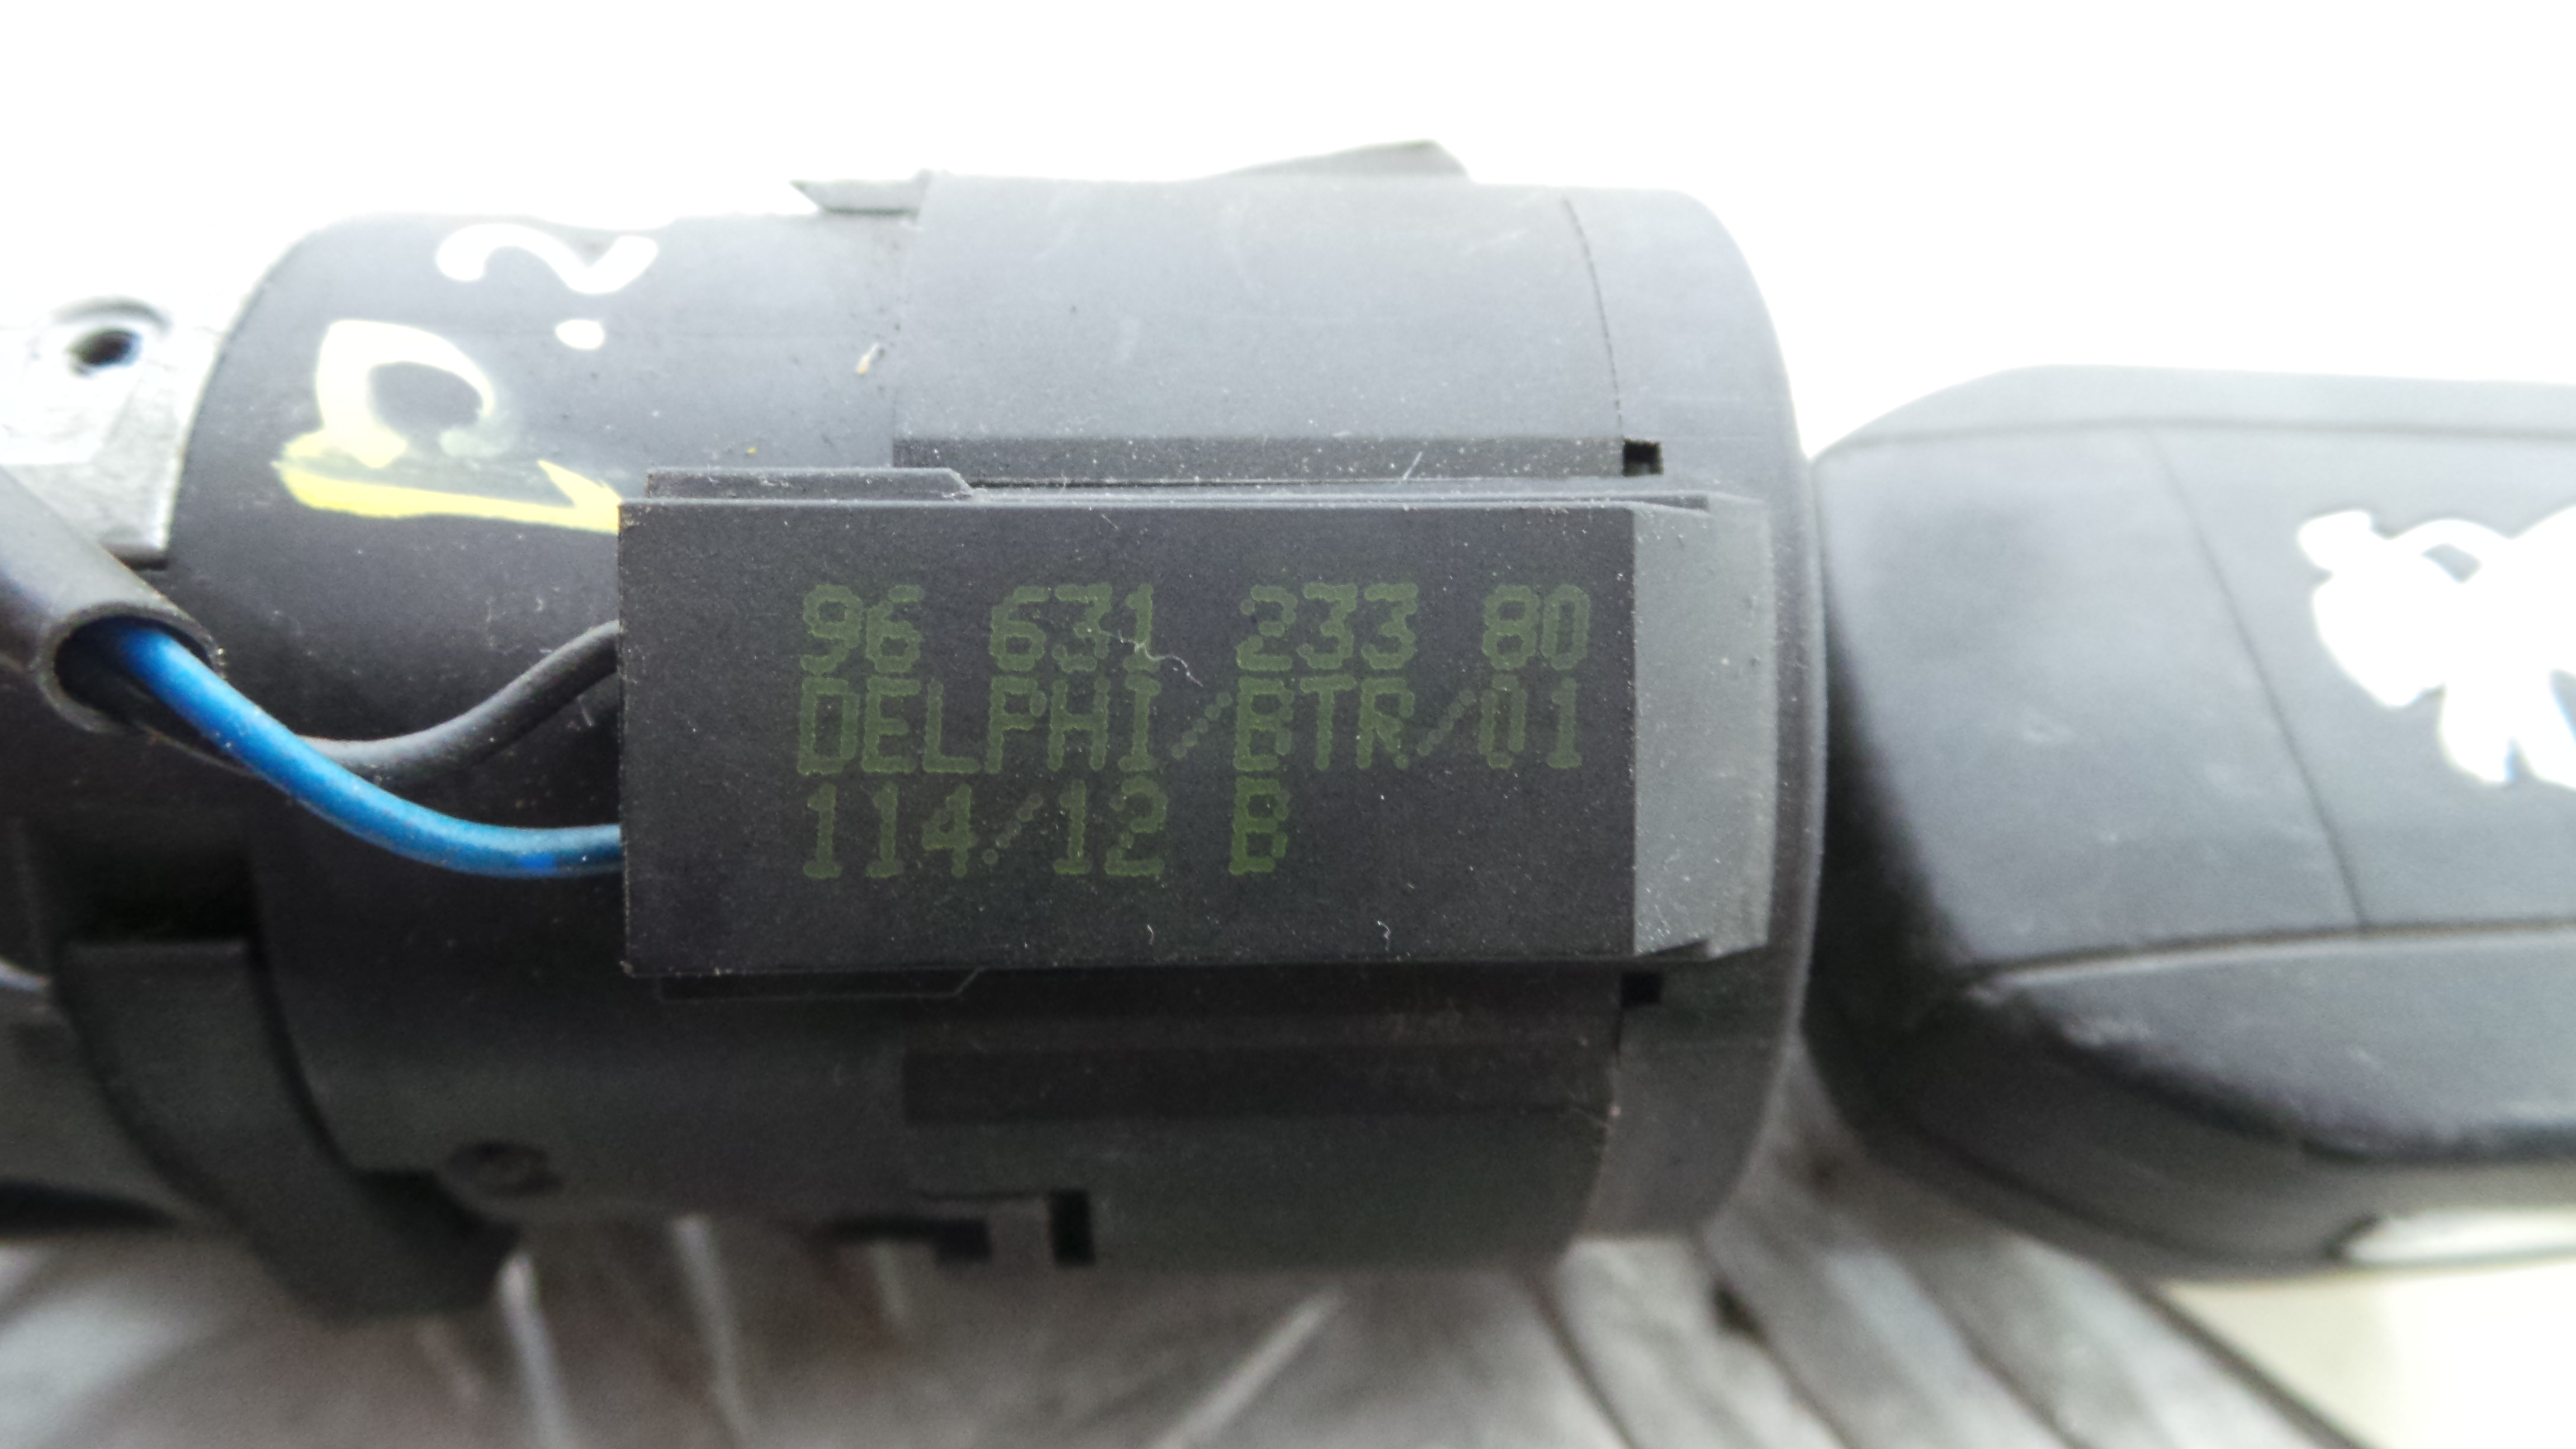 96 631 233 80
DELPHI/BTR/01
114/12 B